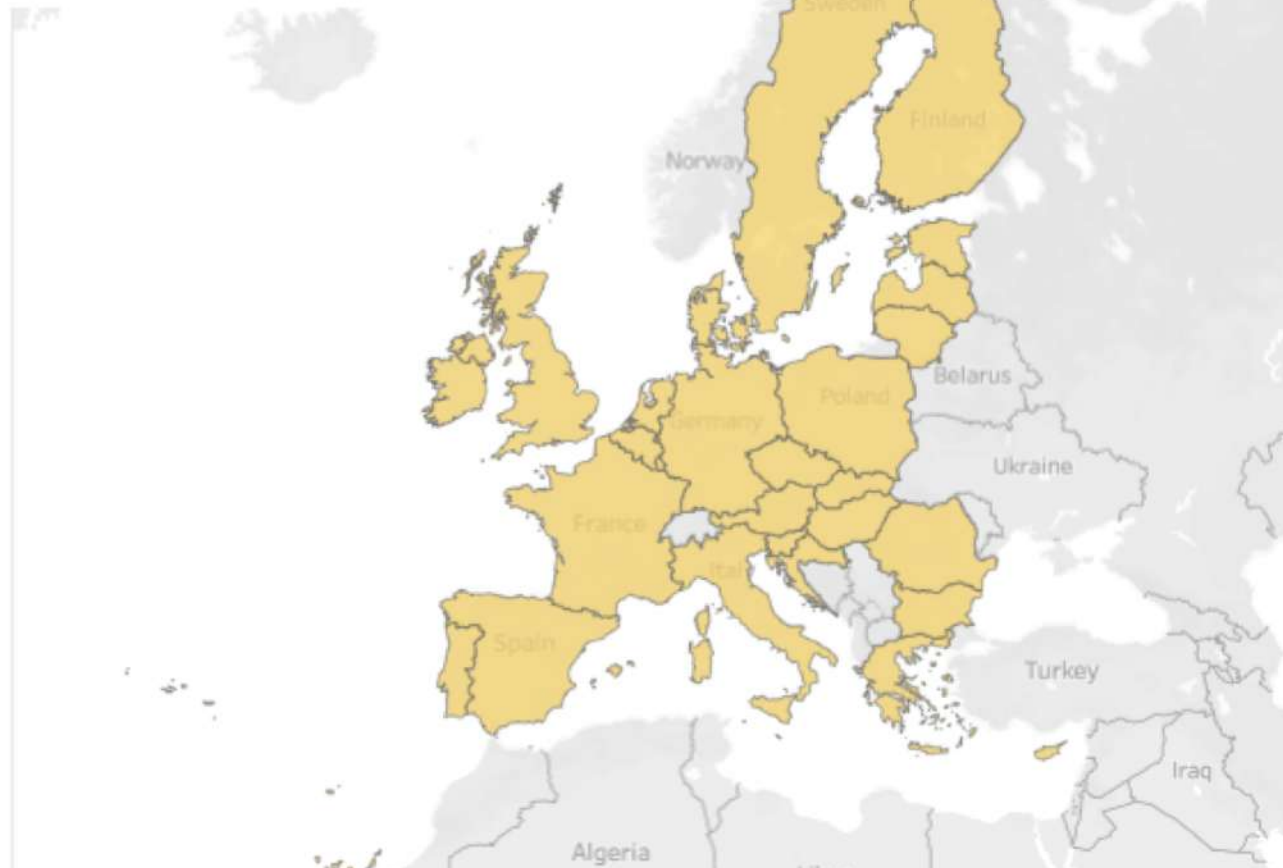 Sweden
Finland
Norway
Belarus
Poland
Germany
Ukraine
France
Italy
Spain
Turkey
Iraq
Algeria